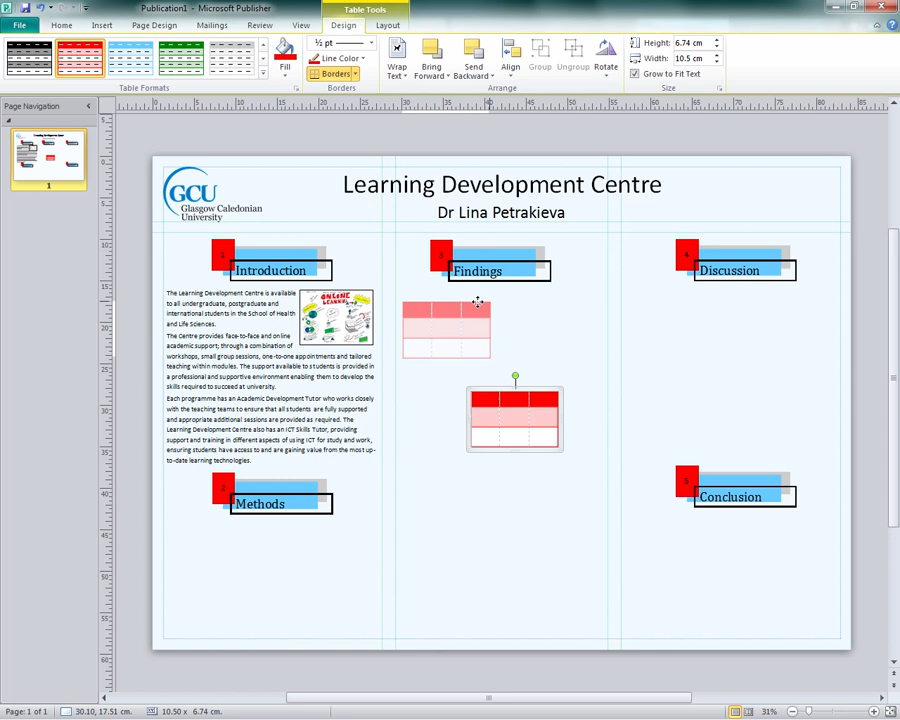 Publication1 - Microsoft Publisher
Table Tools
File Home Insert Page Design Mailings Review View Design Layout
½ pt
Line Color
Borders
Fill
Wrap Text
Bring Forward
Send Backward
Align
Group
Ungroup
Rotate
Height: 6.74 cm
Width: 10.5 cm
Grow to Fit Text
Table Formats
Borders
Arrange
Size
Page Navigation
1
GCU
Glasgow Caledonian
University
Learning Development Centre
Dr Lina Petrakieva
1
Introduction
3
Findings
4
Discussion
The Learning Development Centre is available
to all undergraduate, postgraduate and
international students in the School of Health
and Life Sciences.
The Centre provides face-to-face and online
academic support; through a combination of
workshops, small group sessions, one-to-one appointments and tailored
teaching within modules. The support available to students is provided in
a professional and supportive environment enabling them to develop the
skills required to succeed at university.
Each programme has an Academic Development Tutor who works closely
with the teaching teams to ensure that all students are fully supported
and appropriate additional sessions are provided as required. The
Learning Development Centre also has an ICT Skills Tutor, providing
support and training in different aspects of using ICT for study and work,
ensuring students have access to and are gaining value from the most up-
to-date learning technologies.
ONLINE
2
Methods
5
Conclusion
Page: 1 of 1
30.10, 17.51 cm.
10.50 x 6.74 cm.
31%